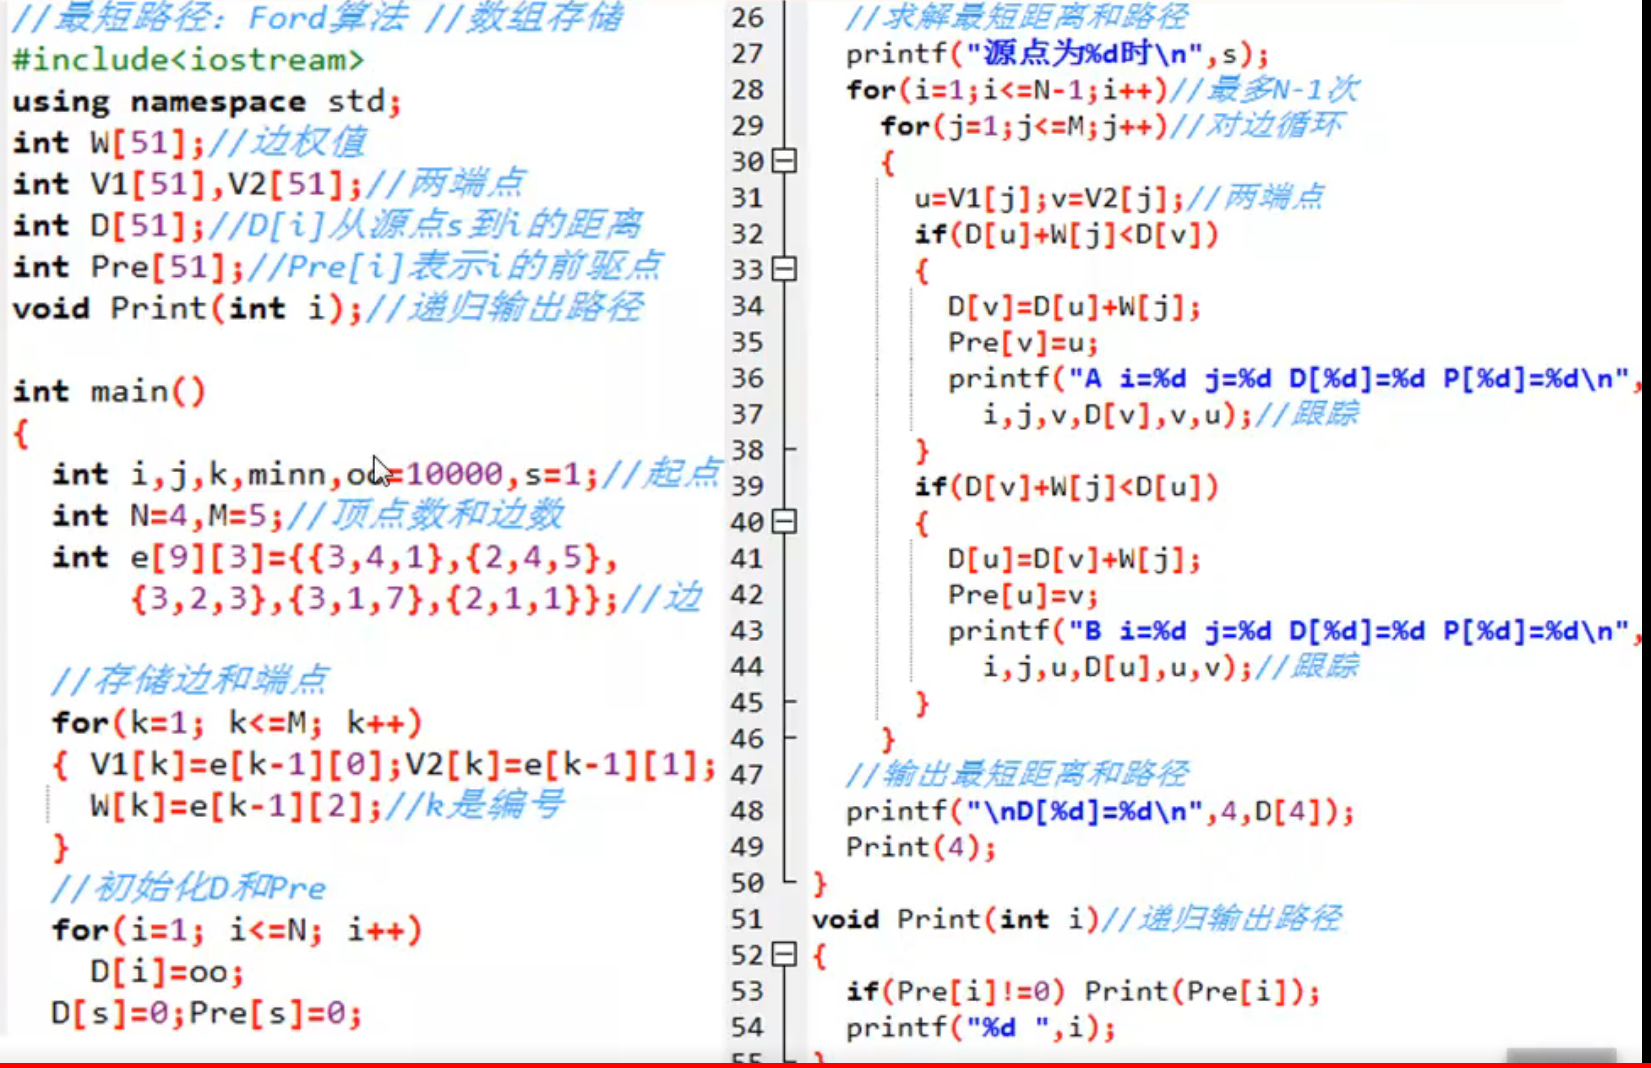 //最短路径：Ford算法 //数组存储
#include<iostream>
using namespace std;
int W[51];//边权值
int V1[51],V2[51];//两端点
int D[51];//D[i]从源点s到i的距离
int Pre[51];//Pre[i]表示i的前驱点
void Print(int i);//递归输出路径
int main()
{
int i,j,k,minn,oo=10000,s=1;//起点
int N=4,M=5;//顶点数和边数
int e[9][3]={{3,4,1},{2,4,5},
{3,2,3},{3,1,7},{2,1,1}};//边
//存储边和端点
for(k=1; k<=M; k++)
{ V1[k]=e[k-1][0];V2[k]=e[k-1][1];
W[k]=e[k-1][2];//k是编号
}
//初始化D和Pre
for(i=1; i<=N; i++)
D[i]=oo;
D[s]=0;Pre[s]=0;
26 //求解最短距离和路径
27 printf("源点为%d时\n",s);
28 for(i=1;i<=N-1;i++)//最多N-1次
29 for(j=1;j<=M;j++)//对边循环
30 {
31 u=V1[j];v=V2[j];//两端点
32 if(D[u]+W[j]<D[v])
33 {
34 D[v]=D[u]+W[j];
35 Pre[v]=u;
36 printf("A i=%d j=%d D[%d]=%d P[%d]=%d\n",
37 i,j,v,D[v],v,u);//跟踪
38 }
39 if(D[v]+W[j]<D[u])
40 {
41 D[u]=D[v]+W[j];
42 Pre[u]=v;
43 printf("B i=%d j=%d D[%d]=%d P[%d]=%d\n",
44 i,j,u,D[u],u,v);//跟踪
45 }
46 }
47 //输出最短距离和路径
48 printf("\nD[%d]=%d\n",4,D[4]);
49 Print(4);
50 }
51 void Print(int i)//递归输出路径
52 {
53 if(Pre[i]!=0) Print(Pre[i]);
54 printf("%d ",i);
55 }